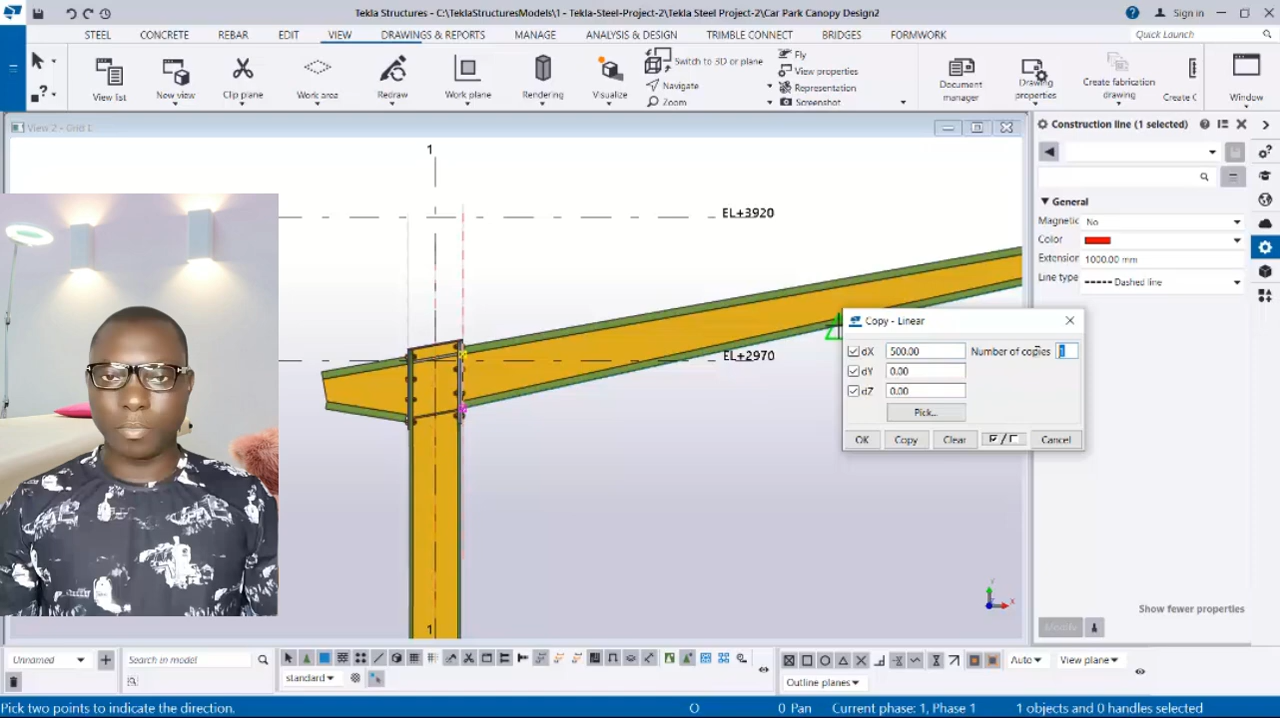 Tekla Structures - C:\TeklaStructuresModels\1 - Tekla-Steel-Project-2\Tekla Steel Project-2\Car Park Canopy Design2
Sign in
STEEL CONCRETE REBAR EDIT VIEW DRAWINGS & REPORTS MANAGE ANALYSIS & DESIGN TRIMBLE CONNECT BRIDGES FORMWORK Quick Launch
View list
New view
Clip plane
Work area
Redraw
Work plane
Rendering
Visualize
Switch to 3D or plane
Navigate
Zoom
Fly
View properties
Representation
Screenshot
Document manager
Drawing properties
Create fabrication drawing
Create C
Window
View 2 - Grid 1
1
EL+3920
EL+2970
1
Copy - Linear
dX 500.00 Number of copies
dY 0.00
dZ 0.00
Pick...
OK Copy Clear Cancel
Construction line (1 selected)
General
Magnetic No
Color
Extension 1000.00 mm
Line type Dashed line
Show fewer properties
Modify
Unnamed
Search in model
standard
Auto
View plane
Outline planes
Pick two points to indicate the direction. O 0 Pan Current phase: 1, Phase 1 1 objects and 0 handles selected